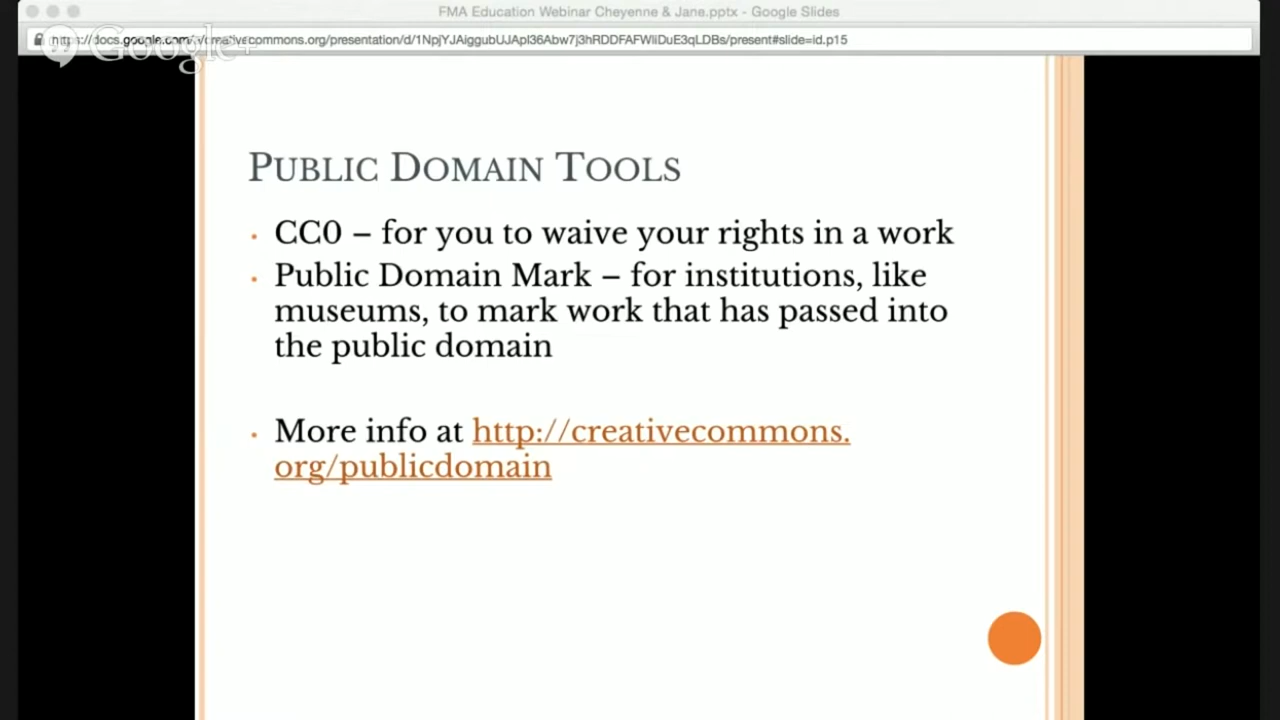 FMA Education Webinar Cheyenne & Jane.pptx - Google Slides
Google+
PUBLIC DOMAIN TOOLS
• CC0 – for you to waive your rights in a work
• Public Domain Mark – for institutions, like
museums, to mark work that has passed into
the public domain
• More info at http://creativecommons.
org/publicdomain